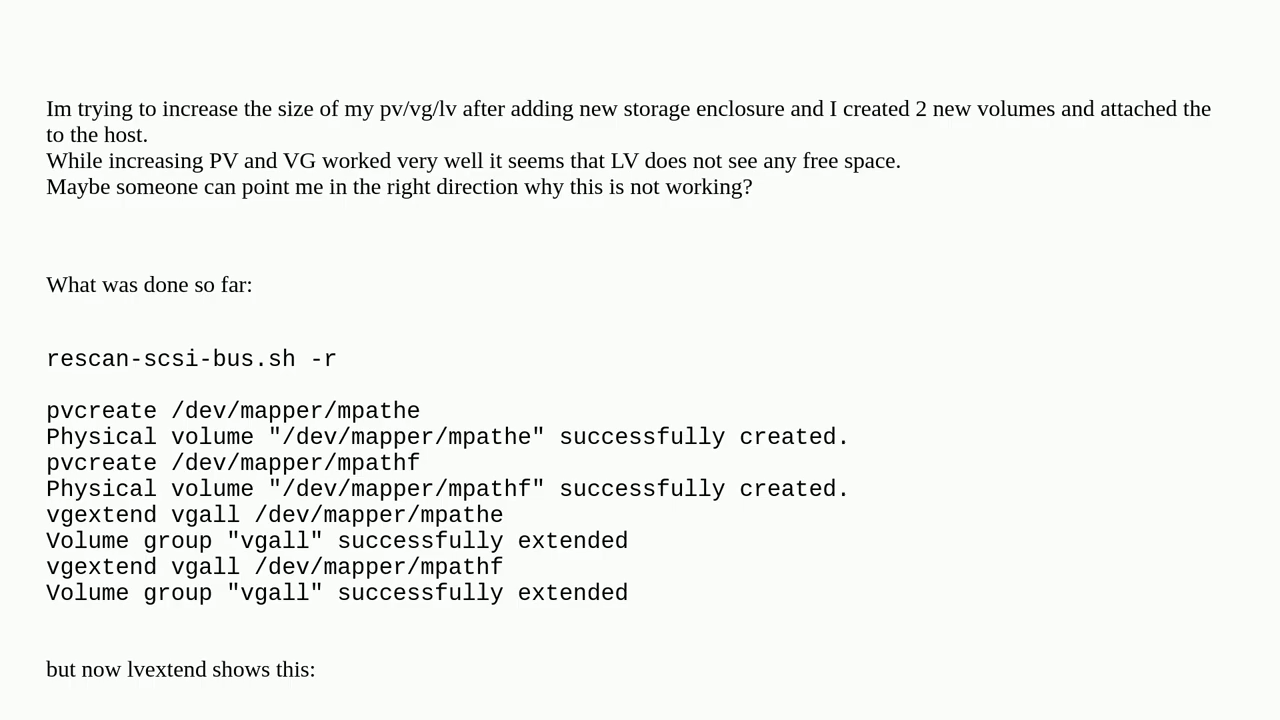 Im trying to increase the size of my pv/vg/lv after adding new storage enclosure and I created 2 new volumes and attached the
to the host.
While increasing PV and VG worked very well it seems that LV does not see any free space.
Maybe someone can point me in the right direction why this is not working?
What was done so far:
rescan-scsi-bus.sh -r
pvcreate /dev/mapper/mpathe
Physical volume "/dev/mapper/mpathe" successfully created.
pvcreate /dev/mapper/mpathf
Physical volume "/dev/mapper/mpathf" successfully created.
vgextend vgall /dev/mapper/mpathe
Volume group "vgall" successfully extended
vgextend vgall /dev/mapper/mpathf
Volume group "vgall" successfully extended
but now lvextend shows this: